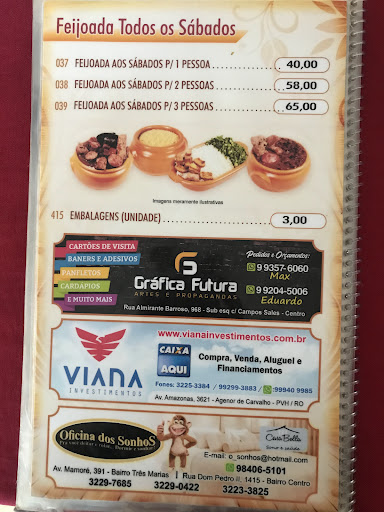 Feijoada Todos os Sábados
037 FEIJOADA AOS SÁBADOS P/ 1 PESSOA 40,00
038 FEIJOADA AOS SÁBADOS P/ 2 PESSOAS 58,00
039 FEIJOADA AOS SÁBADOS P/ 3 PESSOAS 65,00
Imagens meramente ilustrativas
415 EMBALAGENS (UNIDADE) 3,00
CARTÕES DE VISITA
BANERS E ADESIVOS
PANFLETOS
CARDÁPIOS
E MUITO MAIS
Gráfica Futura
ARTES E PROPAGANDAS
Pedidos e Orçamentos:
9 9357-6060
Max
9 9204-5006
Eduardo
Rua Almirante Barroso, 968 - Sub esq c/ Campos Sales - Centro
www.vianainvestimentos.com.br
VIANA
INVESTIMENTOS
CAIXA
AQUI
Compra, Venda, Aluguel e
Financiamentos
Fones: 3225-3384 / 99299-3883 / 99940 9985
Av. Amazonas, 3621 - Agenor de Carvalho - PVH / RO
Oficina dos SonhoS
Casa Bella
E-mail: o_sonhos@hotmail.com
98406-5101
Av. Mamoré, 391 - Bairro Três Marias | Rua Dom Pedro II, 1415 - Bairro Centro
3229-7685 3229-0422 3223-3825